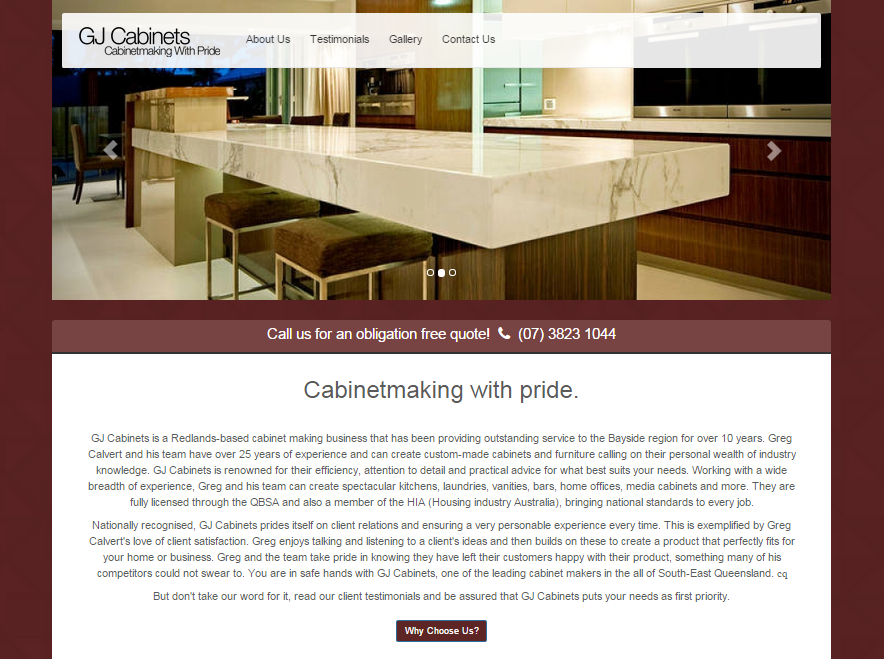 GJ Cabinets
Cabinetmaking With Pride
About Us
Testimonials
Gallery
Contact Us
Call us for an obligation free quote! (07) 3823 1044
Cabinetmaking with pride.
GJ Cabinets is a Redlands-based cabinet making business that has been providing outstanding service to the Bayside region for over 10 years. Greg
Calvert and his team have over 25 years of experience and can create custom-made cabinets and furniture calling on their personal wealth of industry
knowledge. GJ Cabinets is renowned for their efficiency, attention to detail and practical advice for what best suits your needs. Working with a wide
breadth of experience, Greg and his team can create spectacular kitchens, laundries, vanities, bars, home offices, media cabinets and more. They are
fully licensed through the QBSA and also a member of the HIA (Housing industry Australia), bringing national standards to every job.
Nationally recognised, GJ Cabinets prides itself on client relations and ensuring a very personable experience every time. This is exemplified by Greg
Calvert's love of client satisfaction. Greg enjoys talking and listening to a client's ideas and then builds on these to create a product that perfectly fits for
your home or business. Greg and the team take pride in knowing they have left their customers happy with their product, something many of his
competitors could not swear to. You are in safe hands with GJ Cabinets, one of the leading cabinet makers in the all of South-East Queensland. cq
But don't take our word for it, read our client testimonials and be assured that GJ Cabinets puts your needs as first priority.
Why Choose Us?